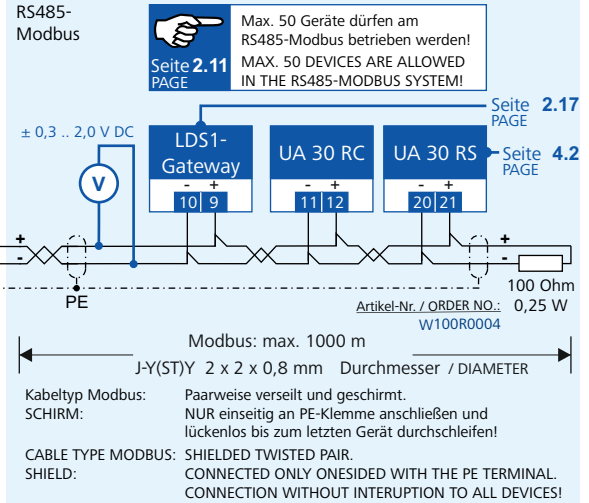 RS485-
Modbus
Seite 2.11
PAGE
Max. 50 Geräte dürfen am
RS485-Modbus betrieben werden!
MAX. 50 DEVICES ARE ALLOWED
IN THE RS485-MODBUS SYSTEM!
Seite 2.17
PAGE
± 0,3 .. 2,0 V DC
LDS1-
Gateway
UA 30 RC
UA 30 RS
Seite 4.2
PAGE
V
- + - + - +
10 9 11 12 20 21
+ +
- -
PE
100 Ohm
0,25 W
Artikel-Nr. / ORDER NO.:
W100R0004
Modbus: max. 1000 m
J-Y(ST)Y 2 x 2 x 0,8 mm Durchmesser / DIAMETER
Kabeltyp Modbus: Paarweise verseilt und geschirmt.
SCHIRM: NUR einseitig an PE-Klemme anschließen und
lückenlos bis zum letzten Gerät durchschleifen!
CABLE TYPE MODBUS: SHIELDED TWISTED PAIR.
SHIELD: CONNECTED ONLY ONESIDED WITH THE PE TERMINAL.
CONNECTION WITHOUT INTERUPTION TO ALL DEVICES!